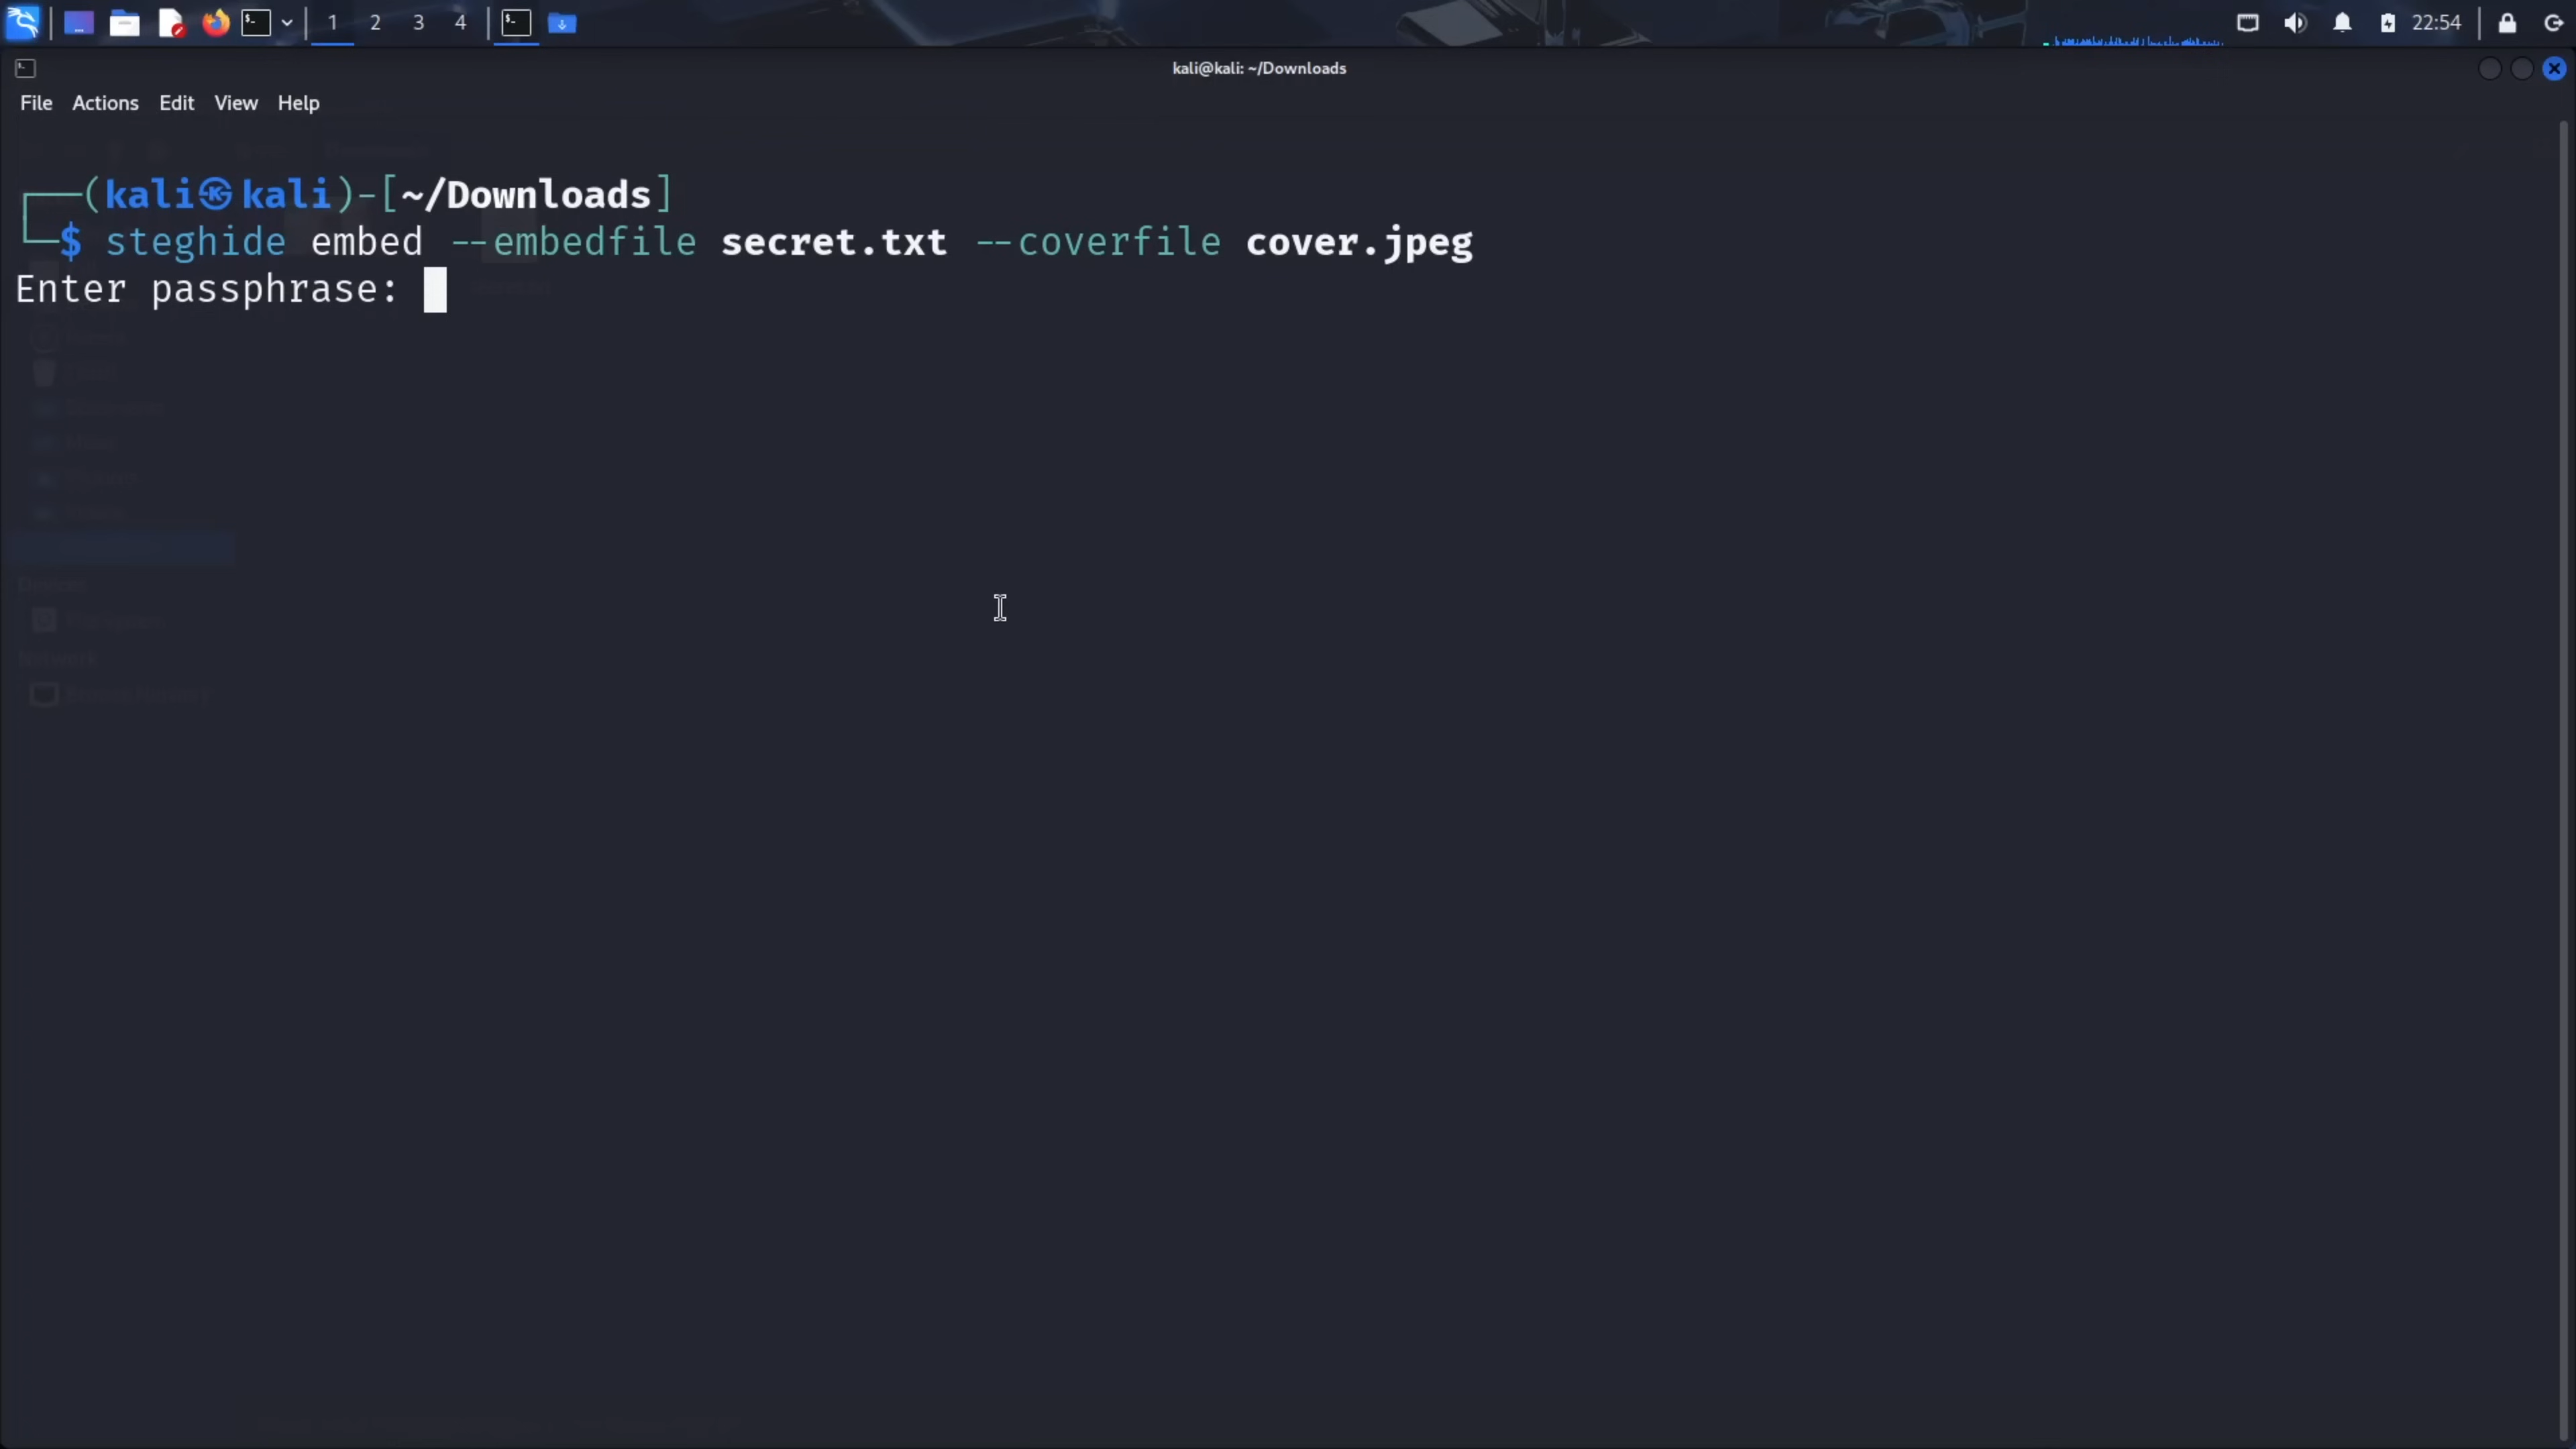 1 2 3 4 22:54
kali@kali: ~/Downloads
File Actions Edit View Help
┌──(kali㉿kali)-[~/Downloads]
└─$ steghide embed --embedfile secret.txt --coverfile cover.jpeg
Enter passphrase: